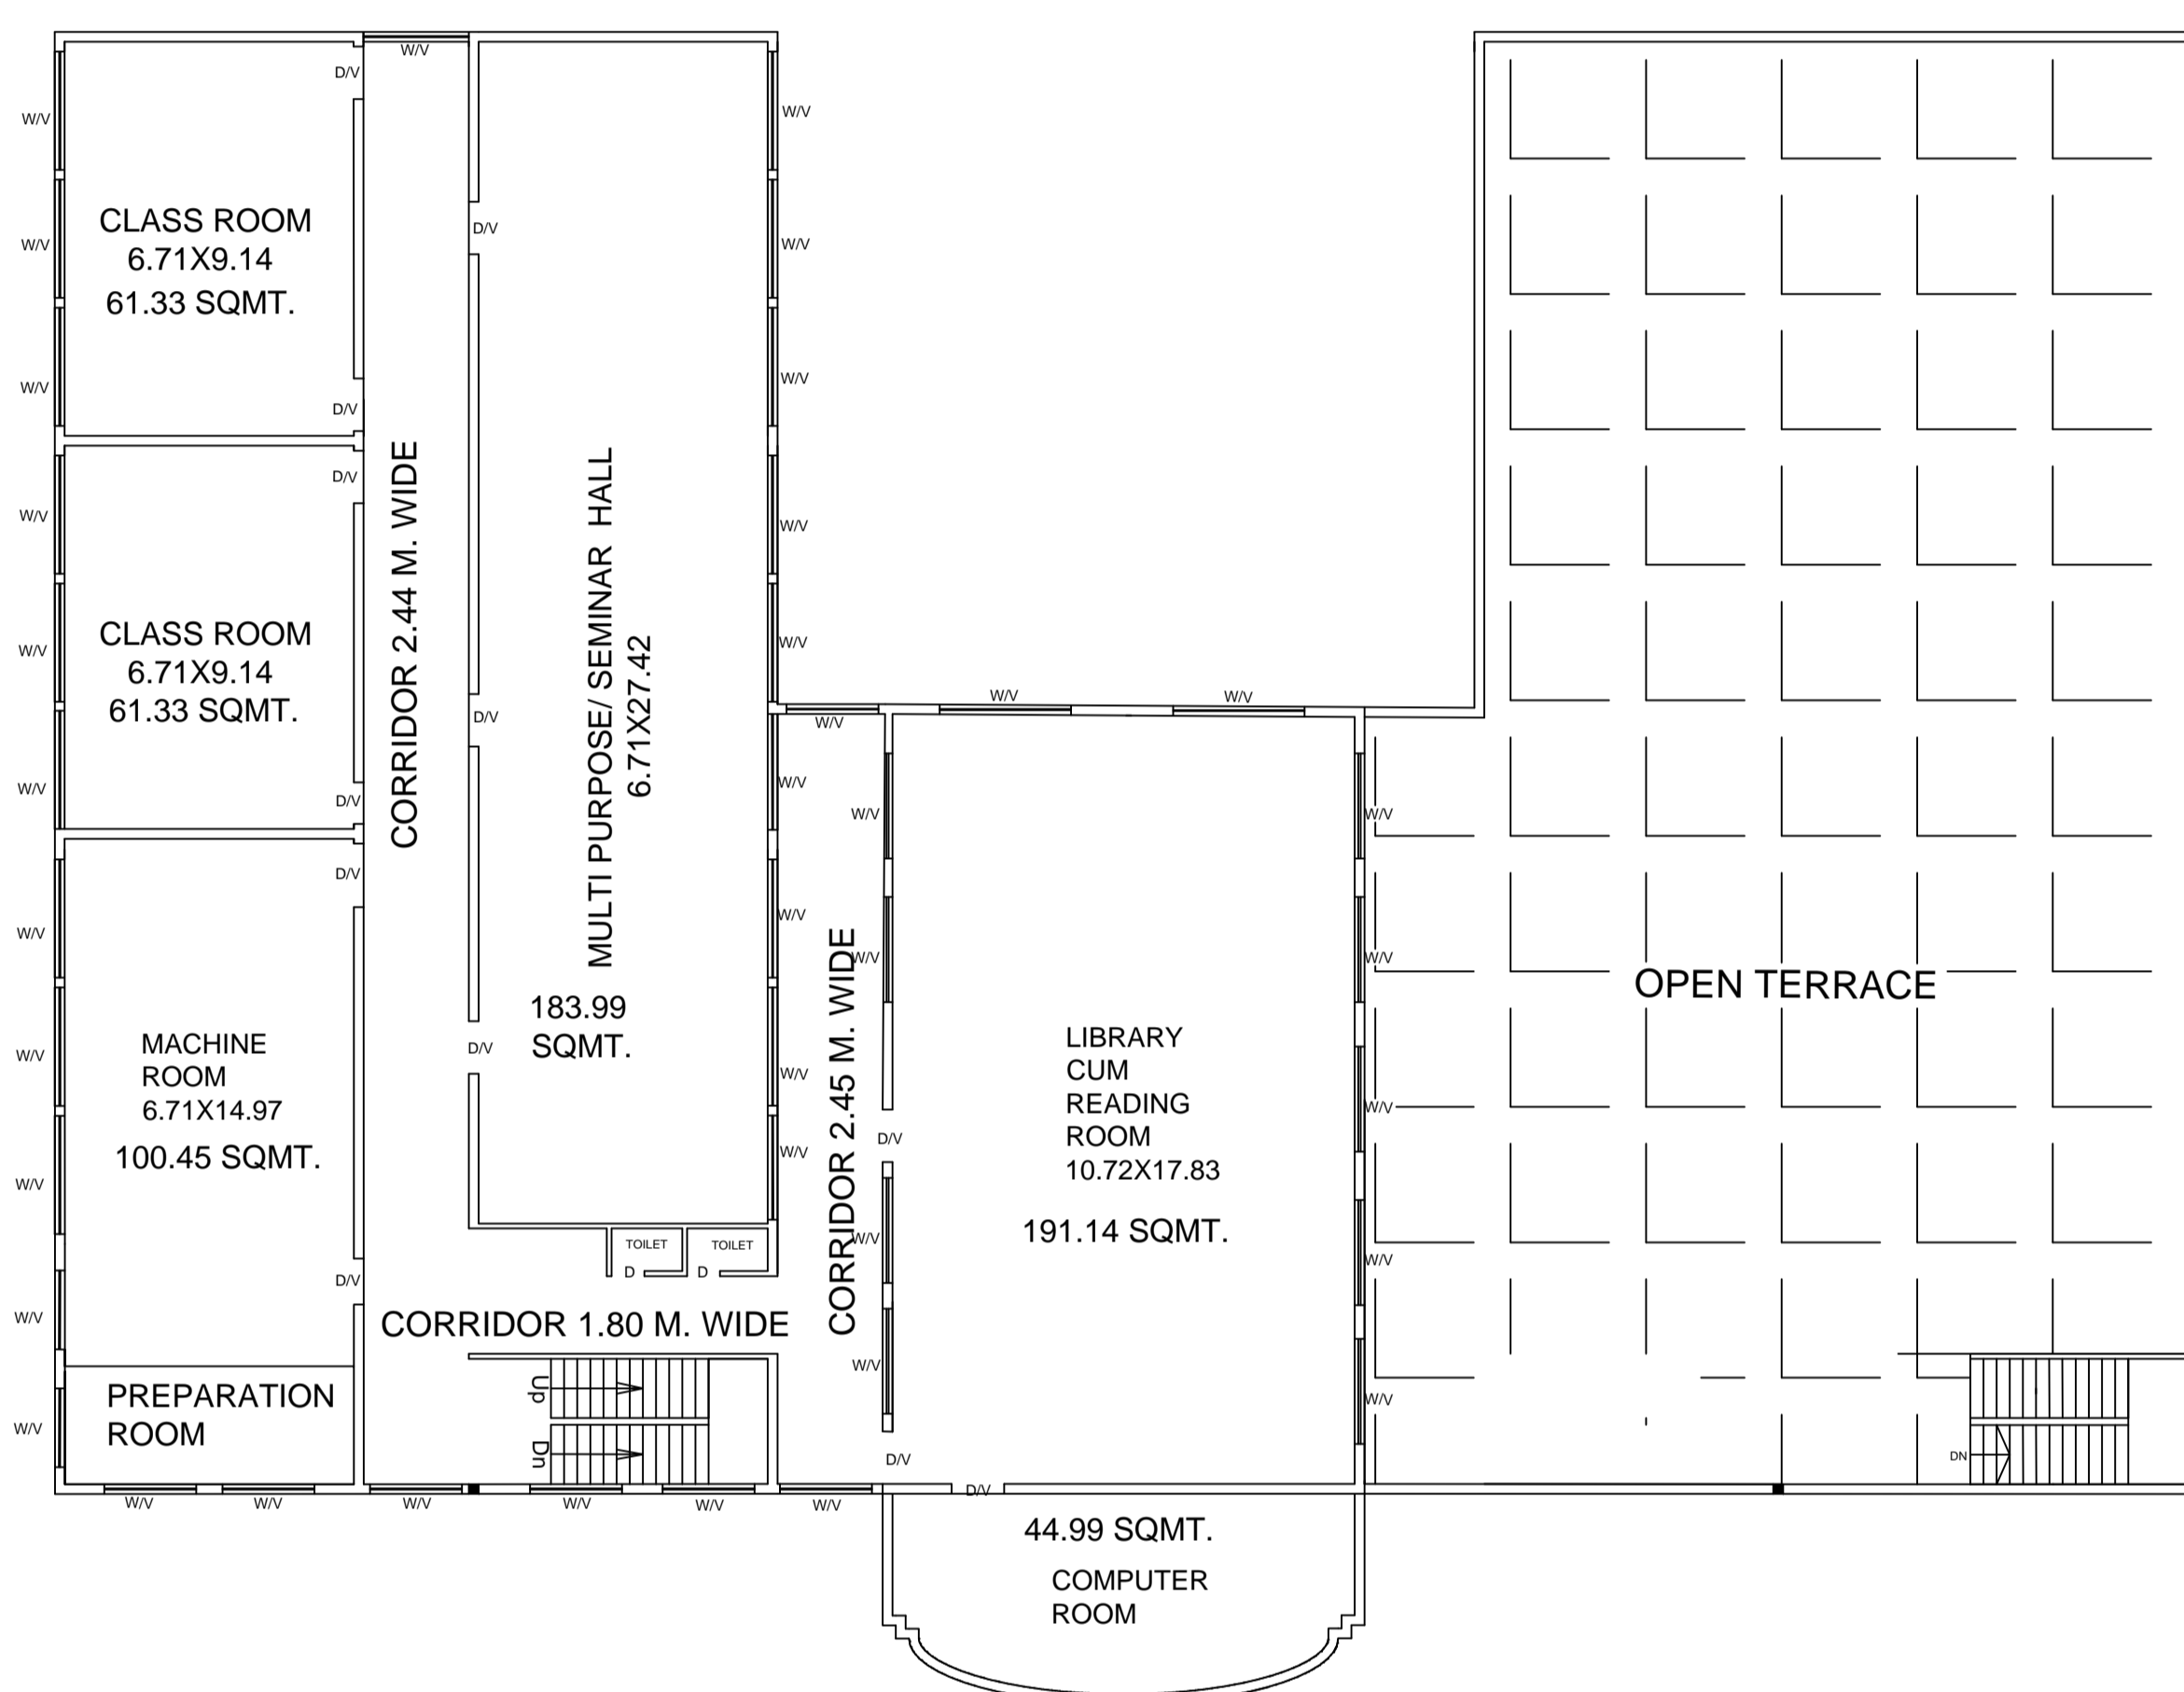 W/V
D/V
W/V
W/V
D/V
W/V
W/V
CLASS ROOM
6.71X9.14
61.33 SQMT.
W/V
D/V
W/V
W/V
D/V
CORRIDOR 2.44 M. WIDE
MULTI PURPOSE/ SEMINAR HALL
6.71X27.42
183.99
SQMT.
D/V
D/V
W/V
W/V
W/V
W/V
CLASS ROOM
6.71X9.14
61.33 SQMT.
W/V
W/V
W/V
D/V
W/V
W/V
W/V
W/V
W/V
D/V
W/V
W/V
W/V
MACHINE
ROOM
6.71X14.97
100.45 SQMT.
W/V
W/V
W/V
D/V
W/V
W/V
CORRIDOR 2.45 M. WIDE
W/V
W/V
D/V
W/V
W/V
LIBRARY
CUM
READING
ROOM
10.72X17.83
191.14 SQMT.
W/V
W/V
W/V
W/V
W/V
OPEN TERRACE
TOILET
TOILET
D
D
CORRIDOR 1.80 M. WIDE
PREPARATION
ROOM
W/V
Up
Dn
D/V
DN
D/V
W/V
W/V
W/V
W/V
W/V
W/V
44.99 SQMT.
COMPUTER
ROOM